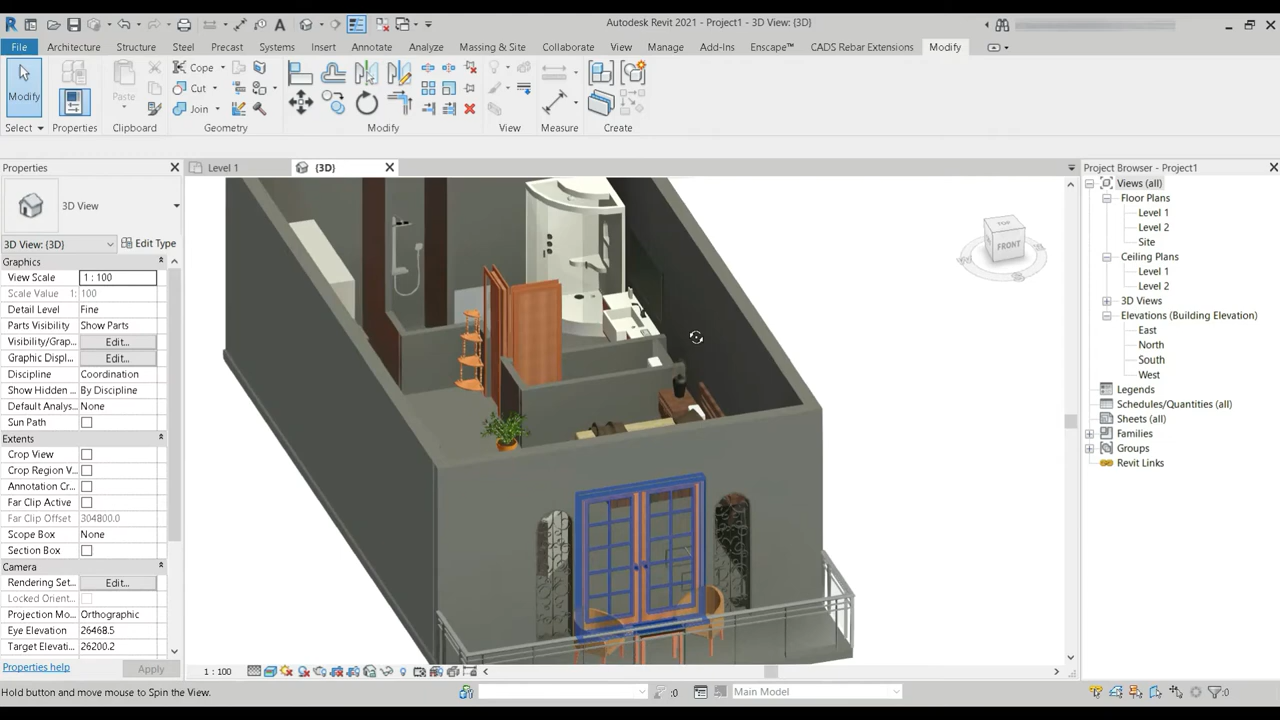 Autodesk Revit 2021 - Project1 - 3D View: {3D}
File Architecture Structure Steel Precast Systems Insert Annotate Analyze Massing & Site Collaborate View Manage Add-Ins Enscape™ CADS Rebar Extensions Modify
Modify
Properties
Paste
Cope
Cut
Join
Select Properties Clipboard Geometry Modify View Measure Create
Properties
Level 1
{3D}
Project Browser - Project1
3D View
3D View: {3D}
Edit Type
Graphics
View Scale 1 : 100
Scale Value 1: 100
Detail Level Fine
Parts Visibility Show Parts
Visibility/Grap... Edit...
Graphic Displ... Edit...
Discipline Coordination
Show Hidden ... By Discipline
Default Analys... None
Sun Path
Extents
Crop View
Crop Region V...
Annotation Cr...
Far Clip Active
Far Clip Offset 304800.0
Scope Box None
Section Box
Camera
Rendering Set... Edit...
Locked Orient...
Projection Mo... Orthographic
Eye Elevation 26468.5
Target Elevati... 26200.2
Properties help
Apply
TOP
FRONT
Views (all)
Floor Plans
Level 1
Level 2
Site
Ceiling Plans
Level 1
Level 2
3D Views
Elevations (Building Elevation)
East
North
South
West
Legends
Schedules/Quantities (all)
Sheets (all)
Families
Groups
Revit Links
1 : 100
Hold button and move mouse to Spin the View.
:0
Main Model
:0